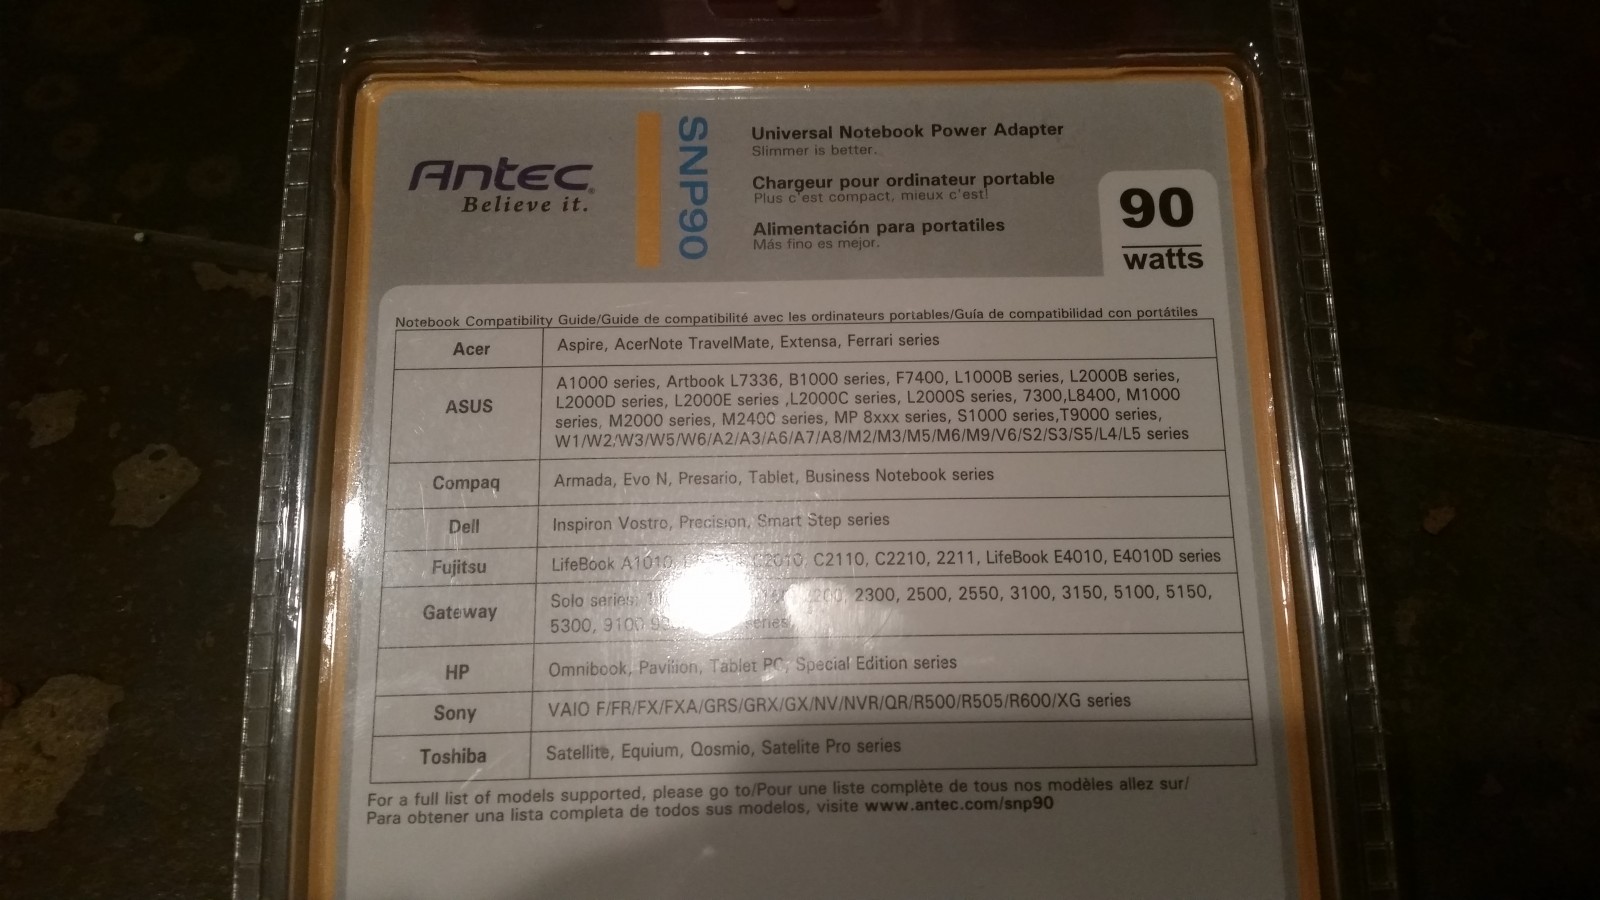 Antec
Believe it.
SNP90
Universal Notebook Power Adapter
Slimmer is better.
Chargeur pour ordinateur portable
Plus c'est compact, mieux c'est!
Alimentación para portatiles
Más fino es mejor.
90
watts
Notebook Compatibility Guide/Guide de compatibilité avec les ordinateurs portables/Guía de compatibilidad con portátiles
Acer
Aspire, AcerNote TravelMate, Extensa, Ferrari series
ASUS
A1000 series, Artbook L7336, B1000 series, F7400, L1000B series, L2000B series,
L2000D series, L2000E series ,L2000C series, L2000S series, 7300,L8400, M1000
series, M2000 series, M2400 series, MP 8xxx series, S1000 series,T9000 series,
W1/W2/W3/W5/W6/A2/A3/A6/A7/A8/M2/M3/M5/M6/M9/V6/S2/S3/S5/L4/L5 series
Compaq
Armada, Evo N, Presario, Tablet, Business Notebook series
Dell
Inspiron Vostro, Precision, Smart Step series
Fujitsu
LifeBook A1010, C2010, C2110, C2210, 2211, LifeBook E4010, E4010D series
Gateway
Solo series: 2300, 2500, 2550, 3100, 3150, 5100, 5150,
5300, 9100 series
HP
Omnibook, Pavilion, Tablet PC, Special Edition series
Sony
VAIO F/FR/FX/FXA/GRS/GRX/GX/NV/NVR/QR/R500/R505/R600/XG series
Toshiba
Satellite, Equium, Qosmio, Satelite Pro series
For a full list of models supported, please go to/Pour une liste complète de tous nos modèles allez sur/
Para obtener una lista completa de todos sus modelos, visite www.antec.com/snp90